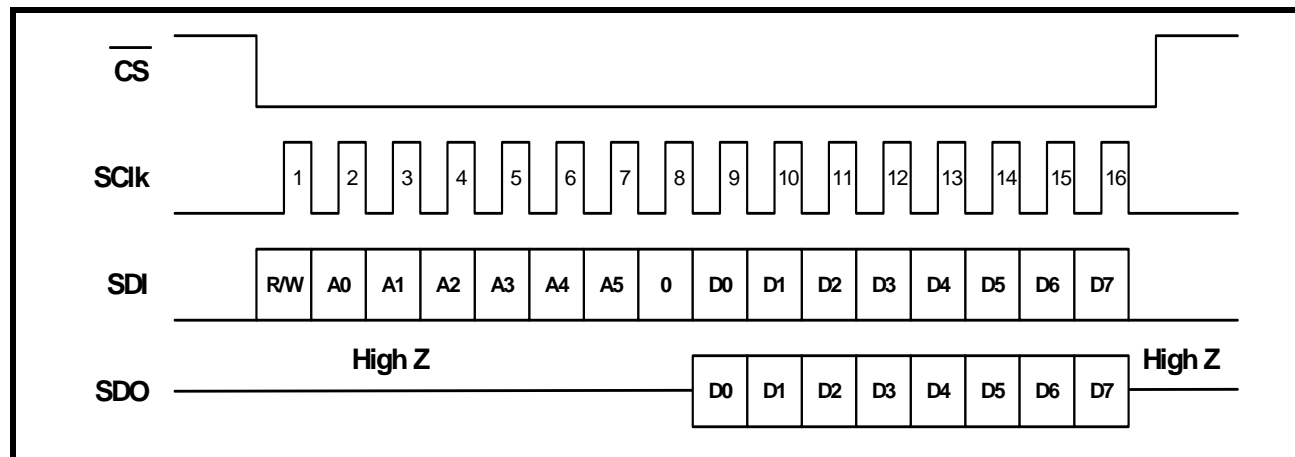 CS
SClk 1 2 3 4 5 6 7 8 9 10 11 12 13 14 15 16
SDI R/W A0 A1 A2 A3 A4 A5 0 D0 D1 D2 D3 D4 D5 D6 D7
High Z High Z
SDO D0 D1 D2 D3 D4 D5 D6 D7